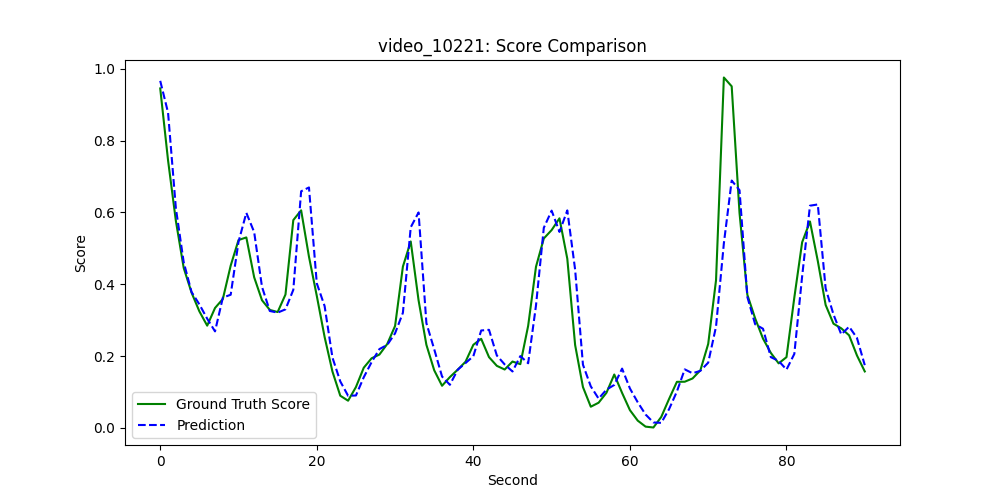 video_10221: Score Comparison
Score
1.0
0.8
0.6
0.4
0.2
0.0
Ground Truth Score
Prediction
0 20 40 60 80
Second